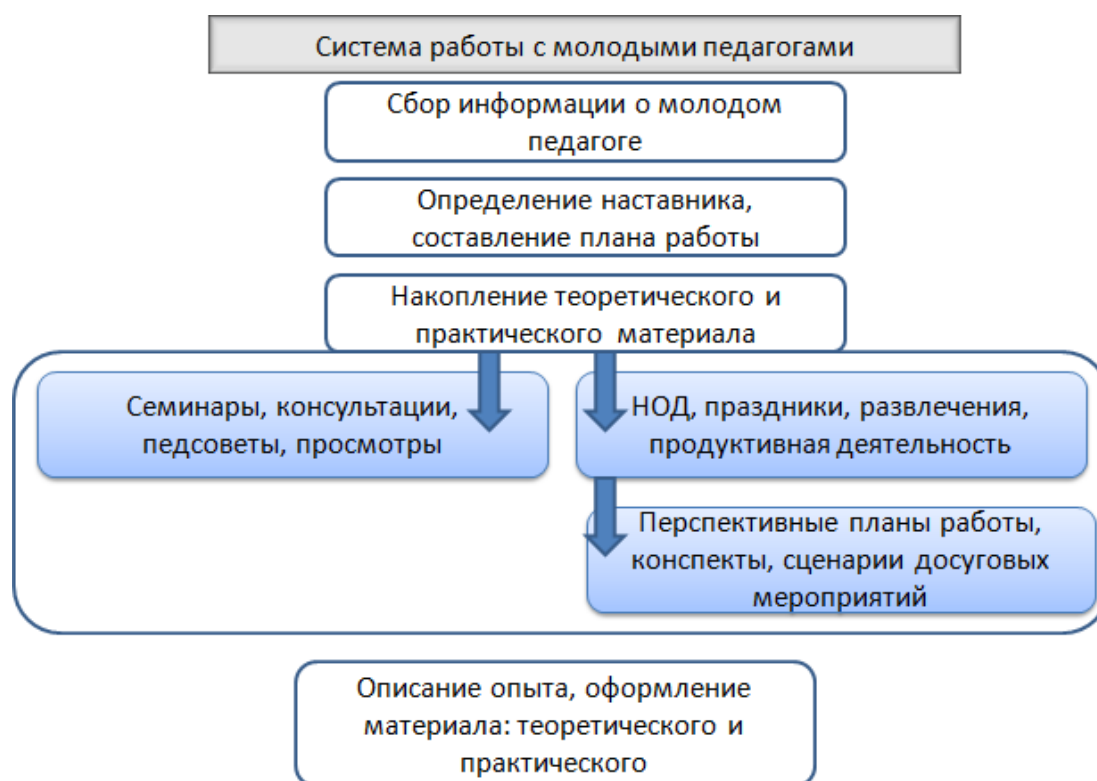 Система работы с молодыми педагогами
Сбор информации о молодом
педагоге
Определение наставника,
составление плана работы
Накопление теоретического и
практического материала
Семинары, консультации,
педсоветы, просмотры
НОД, праздники, развлечения,
продуктивная деятельность
Перспективные планы работы,
конспекты, сценарии досуговых
мероприятий
Описание опыта, оформление
материала: теоретического и
практического